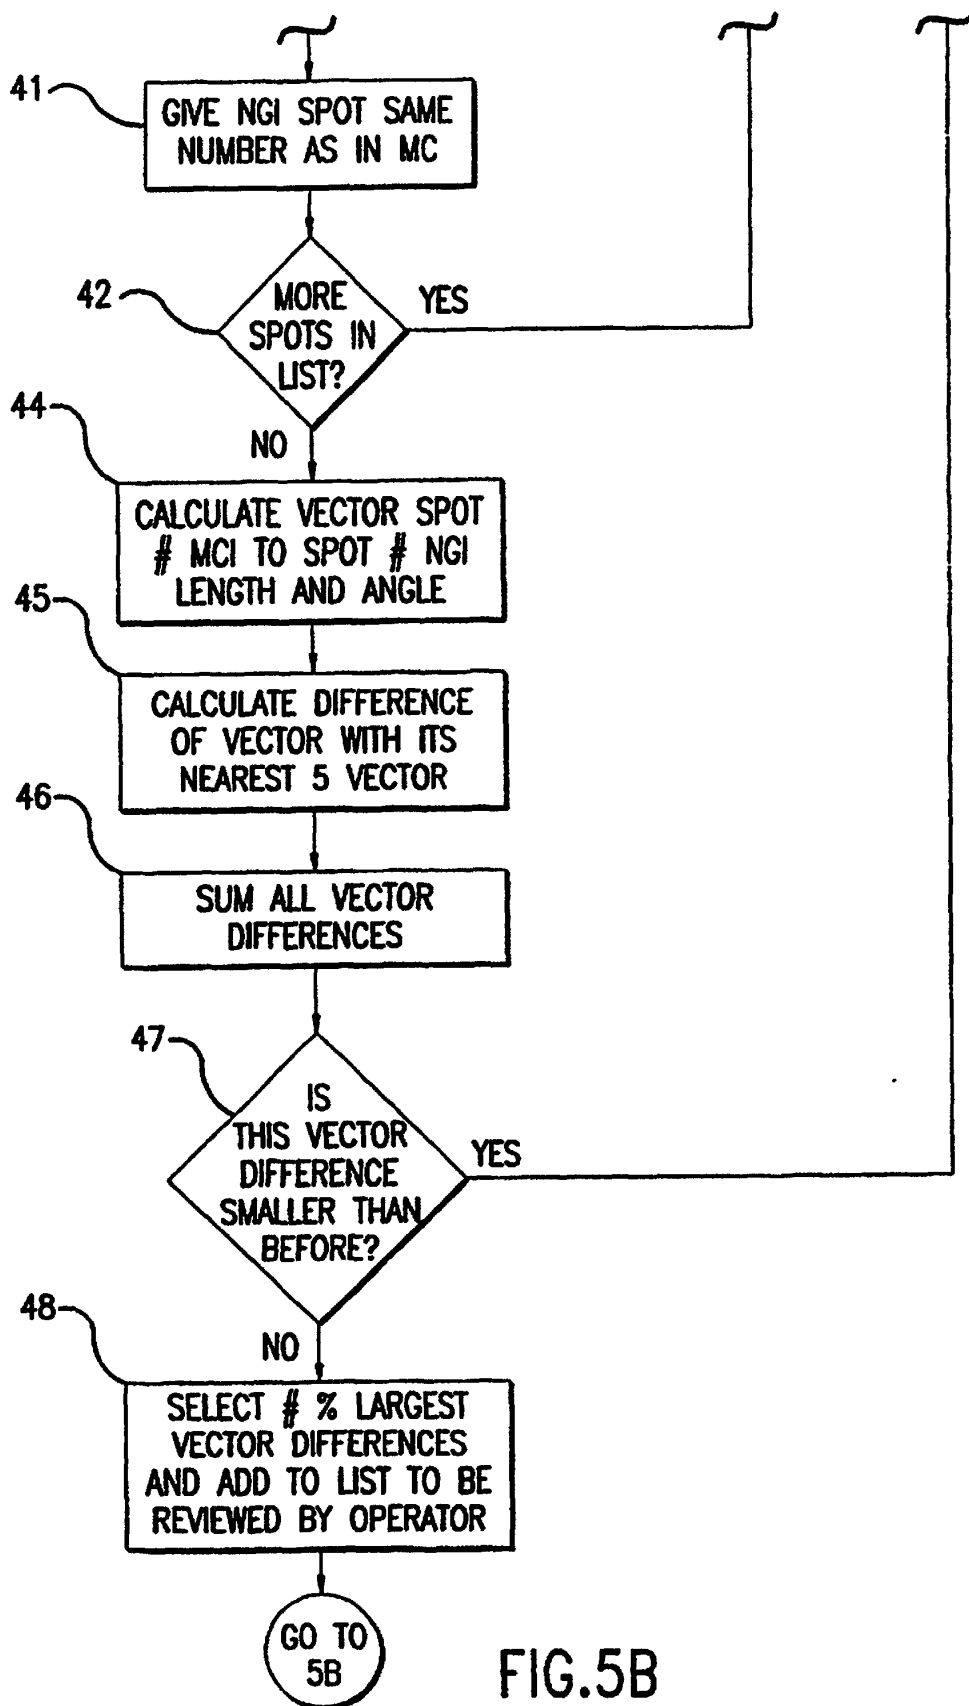 41
GIVE NGI SPOT SAME
NUMBER AS IN MC
42
MORE
SPOTS IN
LIST?
YES
NO
44
CALCULATE VECTOR SPOT
# MCI TO SPOT # NGI
LENGTH AND ANGLE
45
CALCULATE DIFFERENCE
OF VECTOR WITH ITS
NEAREST 5 VECTOR
46
SUM ALL VECTOR
DIFFERENCES
47
IS
THIS VECTOR
DIFFERENCE
SMALLER THAN
BEFORE?
YES
NO
48
SELECT # % LARGEST
VECTOR DIFFERENCES
AND ADD TO LIST TO BE
REVIEWED BY OPERATOR
GO TO
5B
FIG.5B